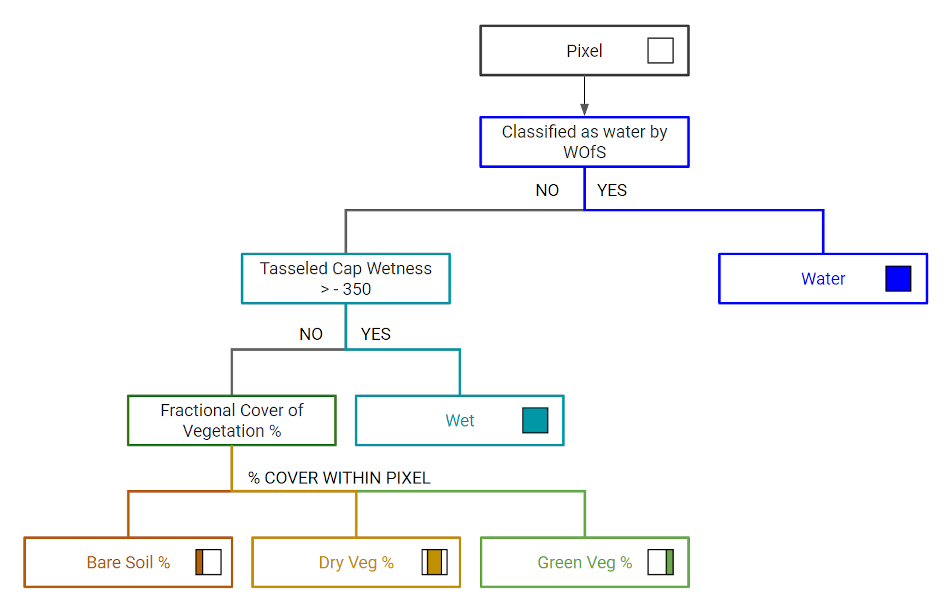 Pixel
Classified as water by
WOfS
NO
YES
Tasseled Cap Wetness
> - 350
Water
NO
YES
Fractional Cover of
Vegetation %
Wet
% COVER WITHIN PIXEL
Bare Soil %
Dry Veg %
Green Veg %